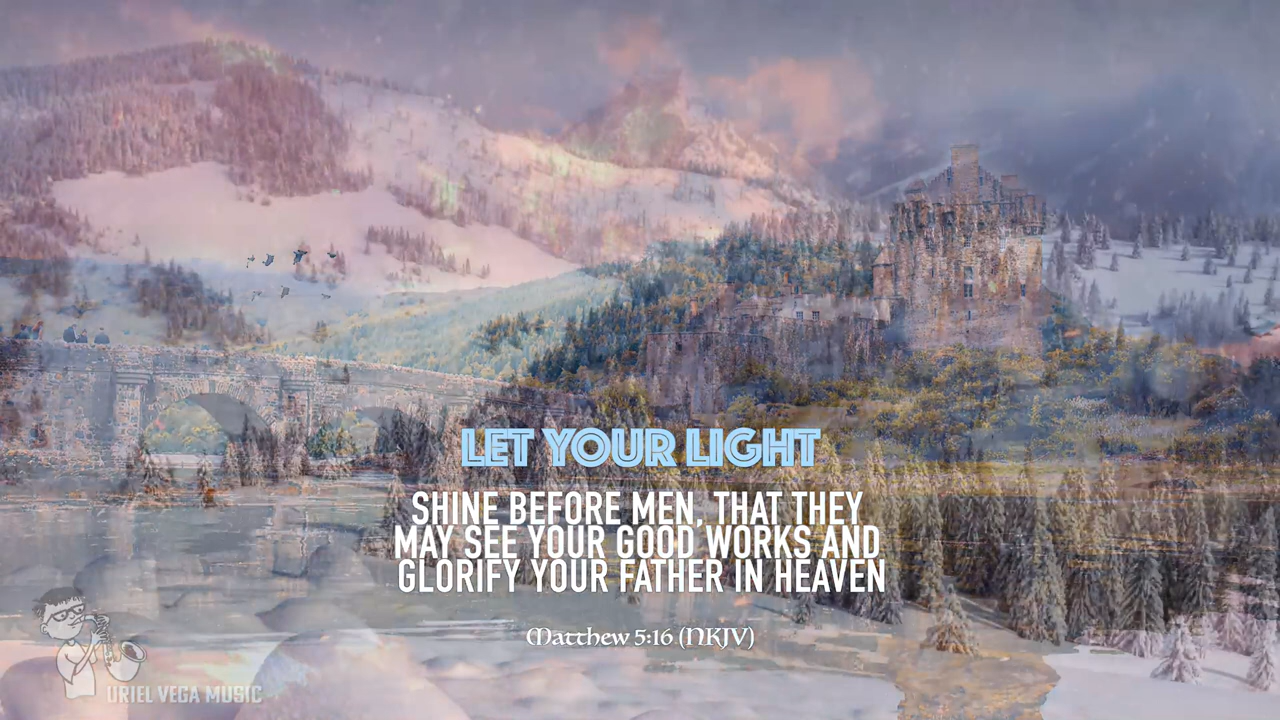 LET YOUR LIGHT
SHINE BEFORE MEN, THAT THEY
MAY SEE YOUR GOOD WORKS AND
GLORIFY YOUR FATHER IN HEAVEN
Matthew 5:16 (NKJV)
URIEL VEGA MUSIC